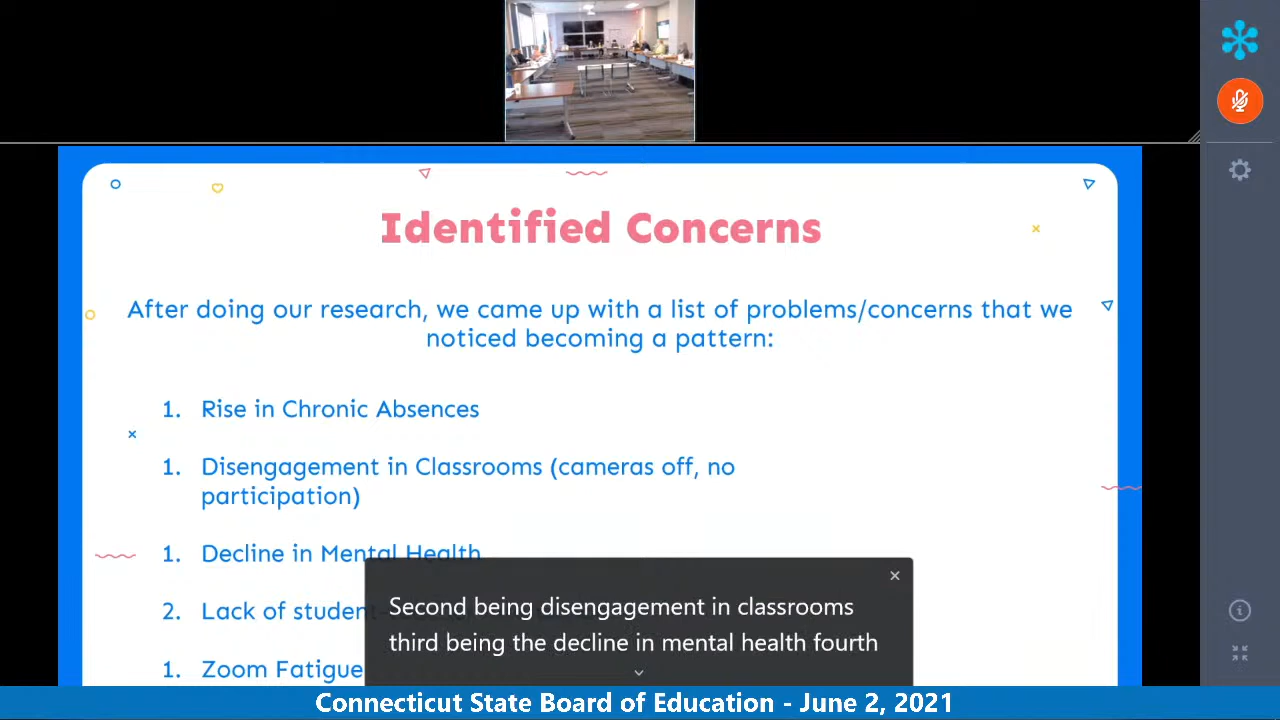 Identified Concerns
After doing our research, we came up with a list of problems/concerns that we
noticed becoming a pattern:
1. Rise in Chronic Absences
1. Disengagement in Classrooms (cameras off, no
participation)
1. Decline in Mental Health
2. Lack of student
1. Zoom Fatigue
Second being disengagement in classrooms
third being the decline in mental health fourth
Connecticut State Board of Education - June 2, 2021